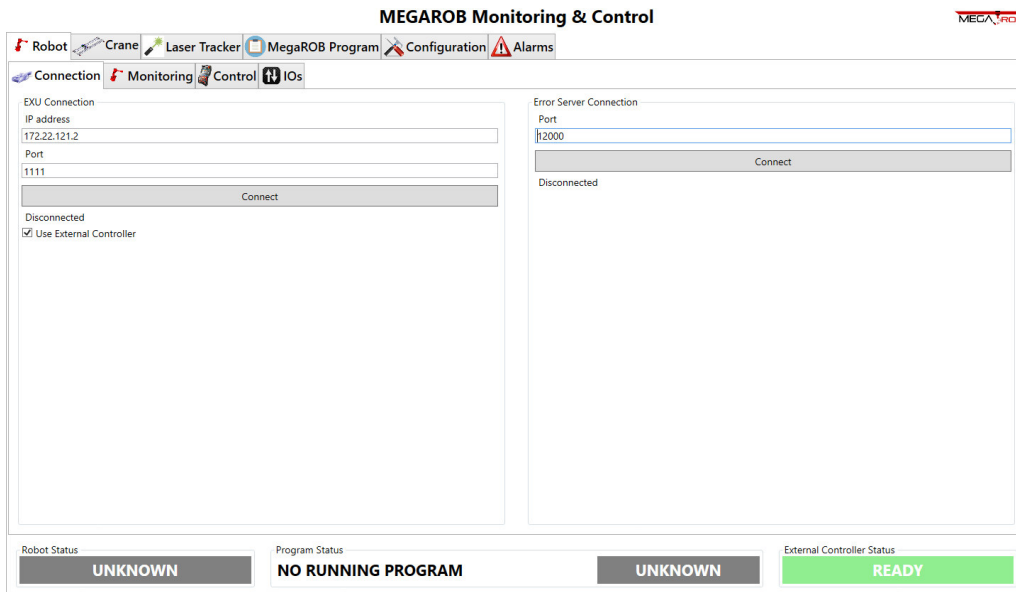 MEGAROB Monitoring & Control
MEGA RO
Robot Crane Laser Tracker MegaROB Program Configuration Alarms
Connection Monitoring Control IOs
EXU Connection
IP address
172.22.121.2
Port
1111
Connect
Disconnected
Use External Controller
Error Server Connection
Port
12000
Connect
Disconnected
Robot Status
UNKNOWN
Program Status
NO RUNNING PROGRAM UNKNOWN
External Controller Status
READY